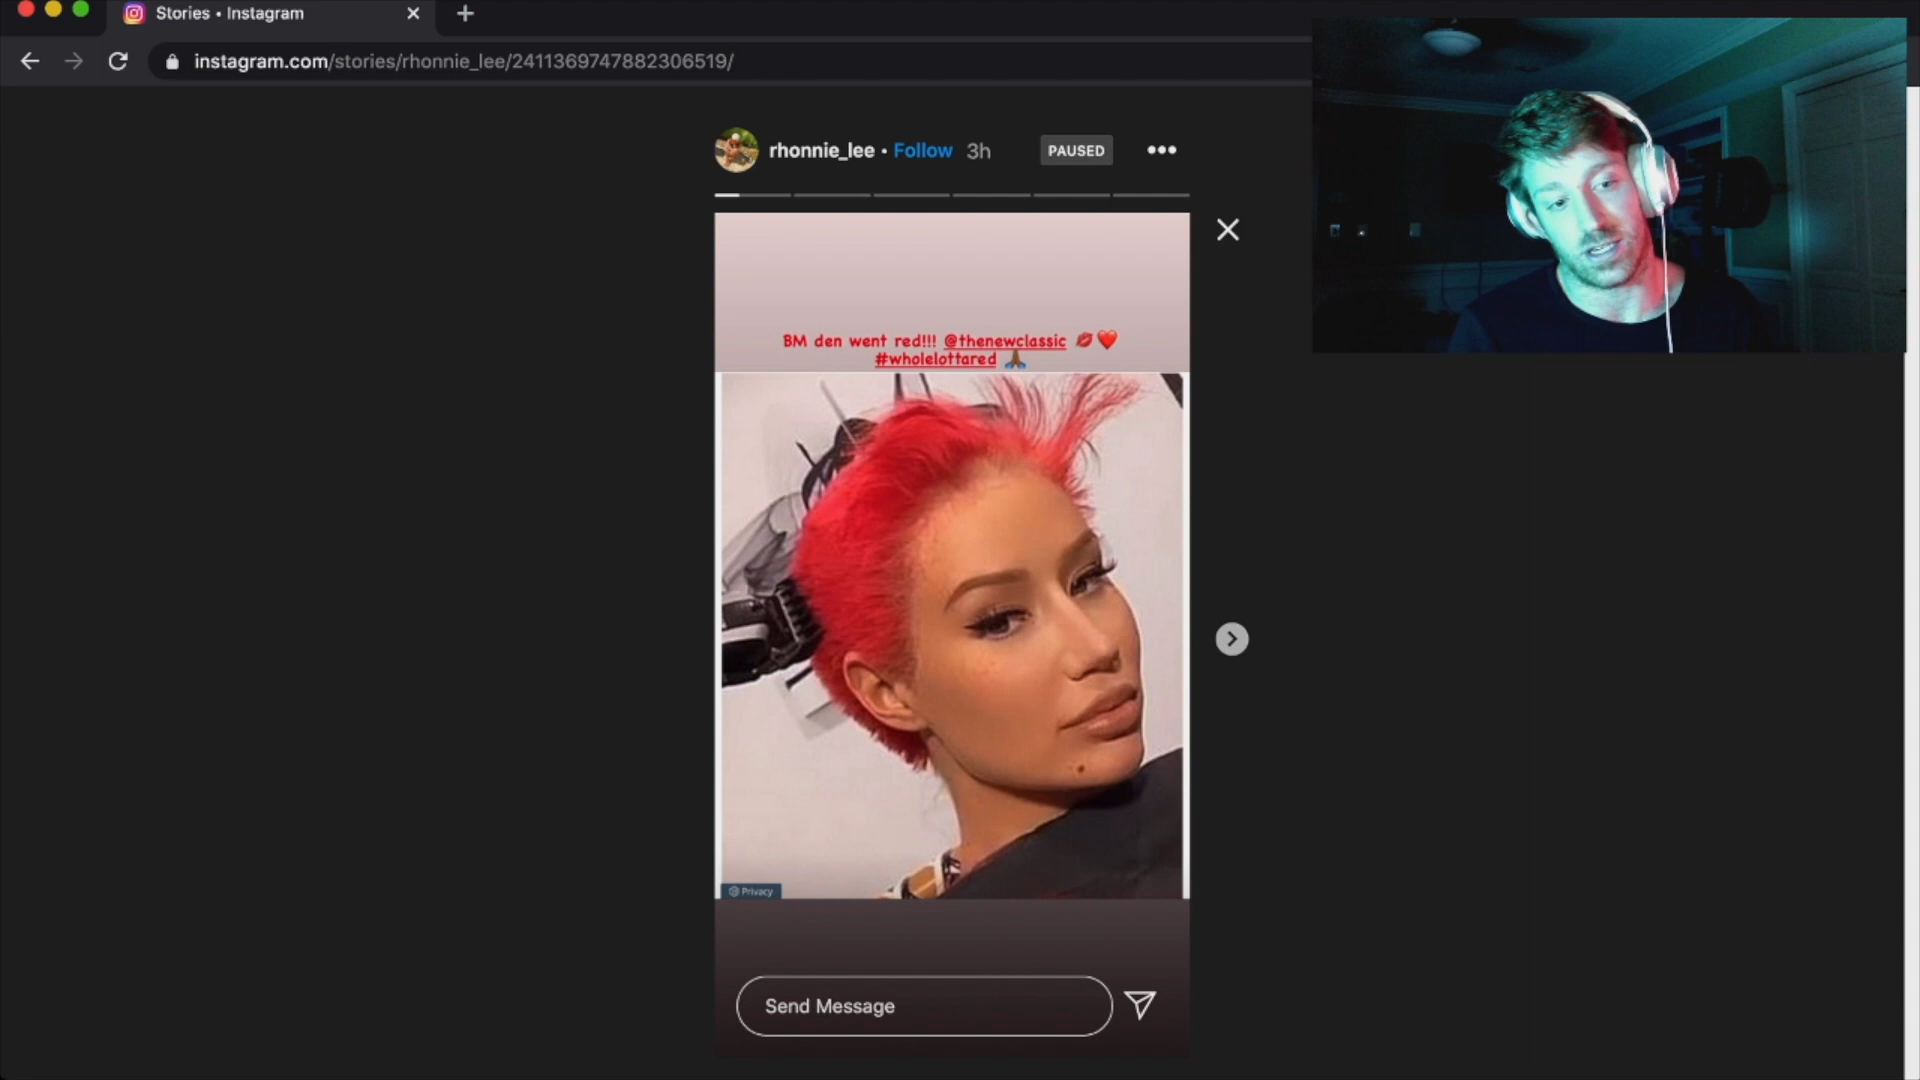 Stories • Instagram
instagram.com/stories/rhonnie_lee/2411369747882306519/
rhonnie_lee • Follow 3h PAUSED
BM den went red!!! @thenewclassic 💋❤️
#wholelottared 🙏🏾
Privacy
Send Message